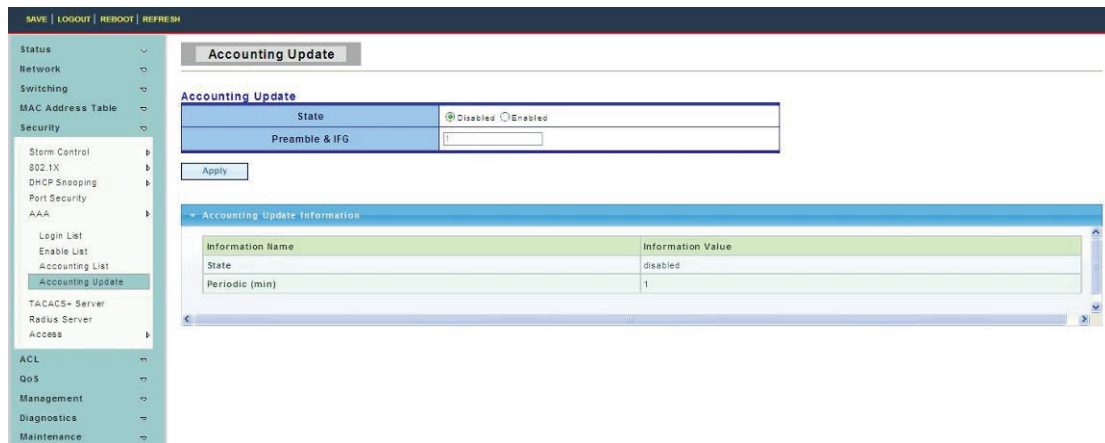 SAVE | LOGOUT | REBOOT | REFRESH
Status
Network
Switching
MAC Address Table
Security
Storm Control
802.1X
DHCP Snooping
Port Security
AAA
Login List
Enable List
Accounting List
Accounting Update
TACACS+ Server
Radius Server
Access
ACL
QoS
Management
Diagnostics
Maintenance
Accounting Update
Accounting Update
State Disabled Enabled
Preamble & IFG 1
Apply
Accounting Update Information
Information Name Information Value
State disabled
Periodic (min) 1